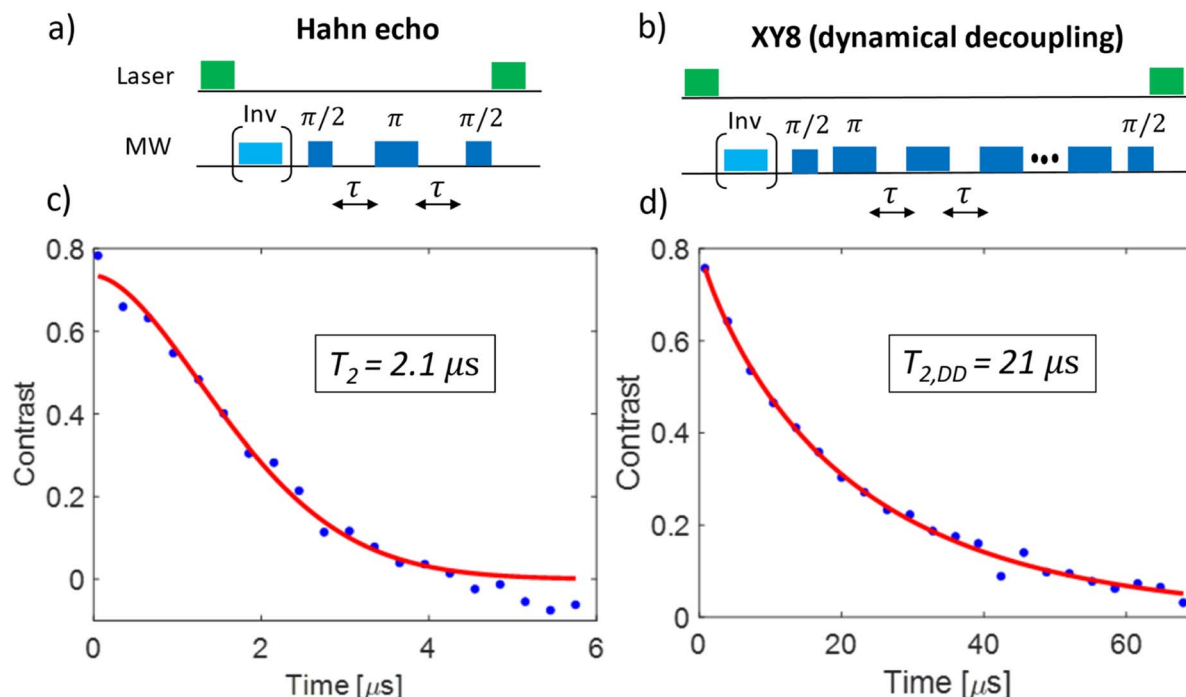 a)
Hahn echo
Laser
Inv
π/2
π
π/2
MW
τ
τ
b)
XY8 (dynamical decoupling)
Inv
π/2
π
π/2
τ
τ
c)
0.8
0.6
0.4
0.2
0
Contrast
T2 = 2.1 μs
0
2
4
6
Time [μs]
d)
0.8
0.6
0.4
0.2
0
Contrast
T2,DD = 21 μs
0
20
40
60
Time [μs]